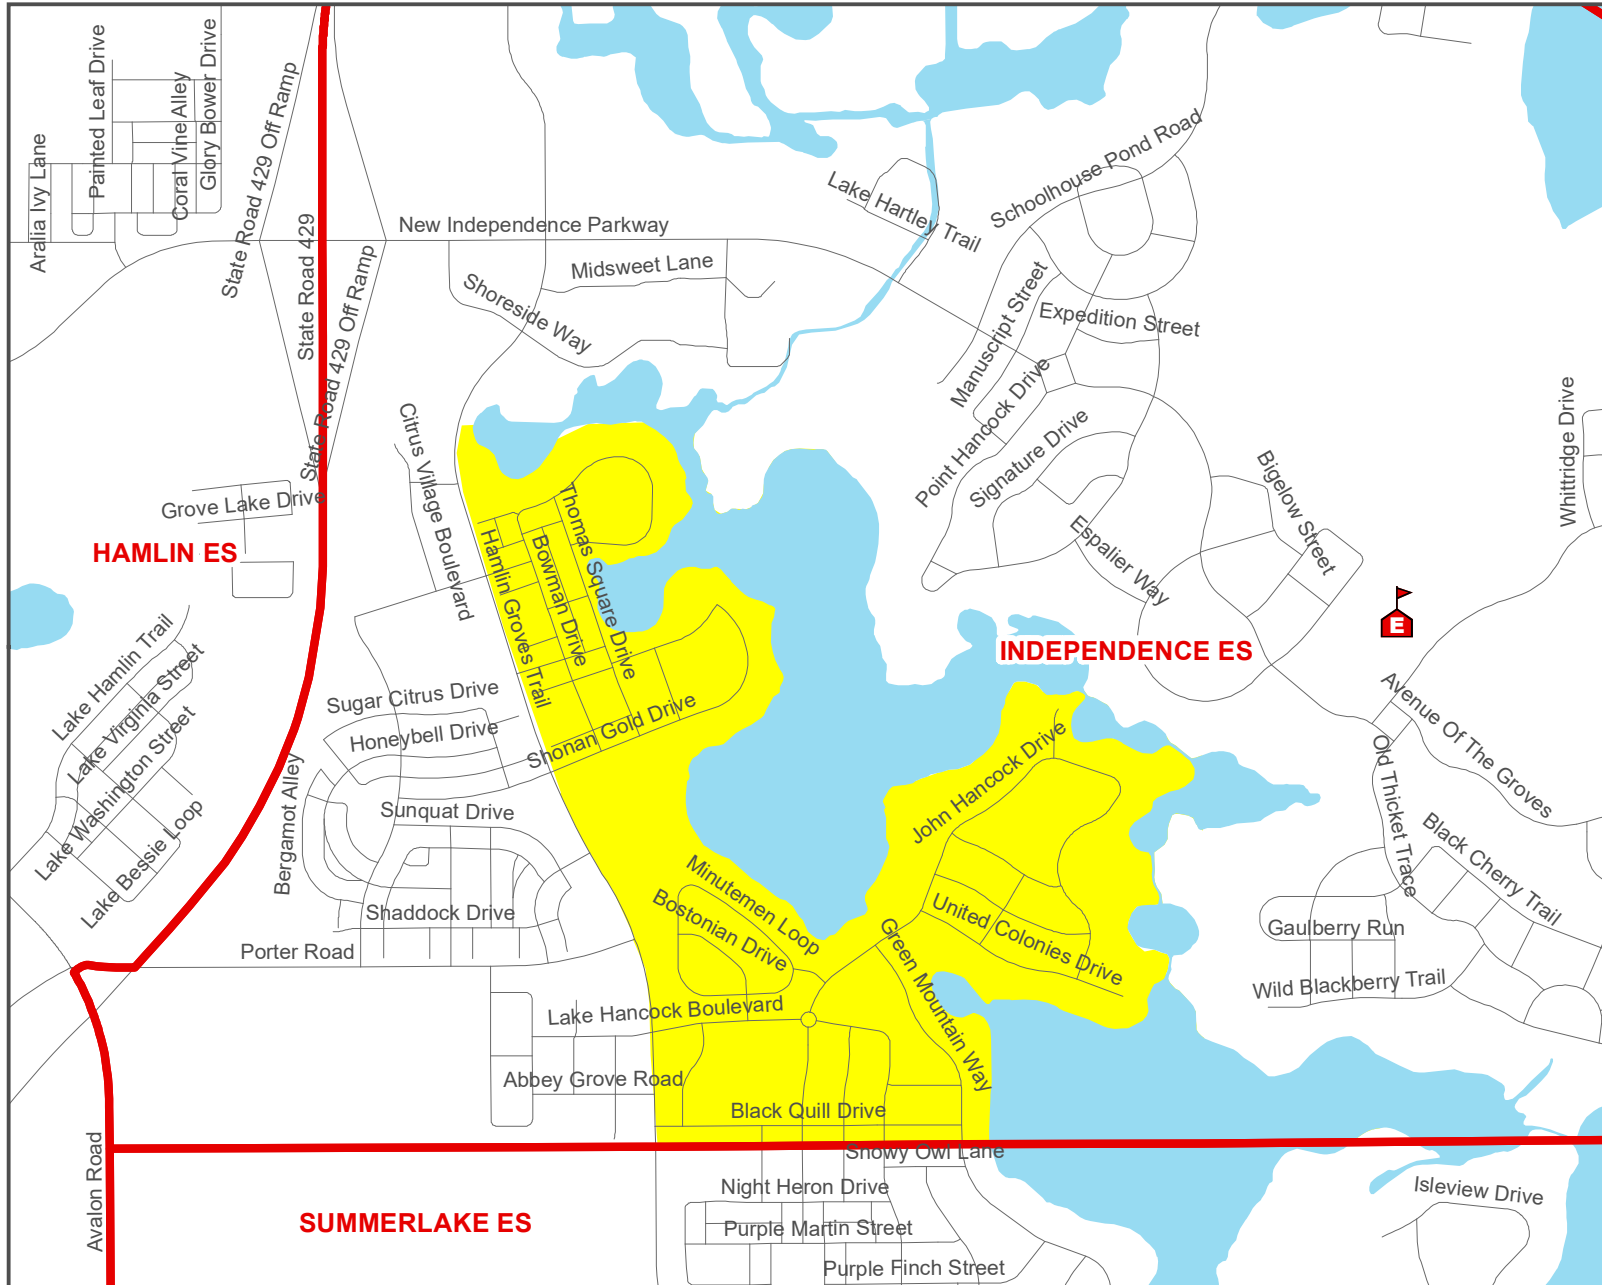 Painted Leaf Drive
Coral Vine Alley
Glory Bower Drive
Aralia Ivy Lane
State Road 429 Off Ramp
State Road 429
State Road 429 Off Ramp
New Independence Parkway
Midsweet Lane
Shoreside Way
Lake Hartley Trail
Schoolhouse Pond Road
Manuscript Street
Expedition Street
Point Hancock Drive
Signature Drive
Espalier Way
Bigelow Street
Whittridge Drive
Citrus Village Boulevard
Grove Lake Drive
HAMLIN ES
Hamlin Groves Trail
Bowman Drive
Thomas Square Drive
Shonan Gold Drive
INDEPENDENCE ES
E
Lake Hamlin Trail
Lake Virginia Street
Lake Washington Street
Lake Bessie Loop
Sugar Citrus Drive
Honeybell Drive
Bergamot Alley
Sunquat Drive
Shaddock Drive
Porter Road
John Hancock Drive
Avenue Of The Groves
Old Thicket Trace
Black Cherry Trail
Gaulberry Run
Wild Blackberry Trail
Minutemen Loop
Bostonian Drive
United Colonies Drive
Green Mountain Way
Lake Hancock Boulevard
Abbey Grove Road
Black Quill Drive
Snowy Owl Lane
Avalon Road
Night Heron Drive
Isleview Drive
SUMMERLAKE ES
Purple Martin Street
Purple Finch Street